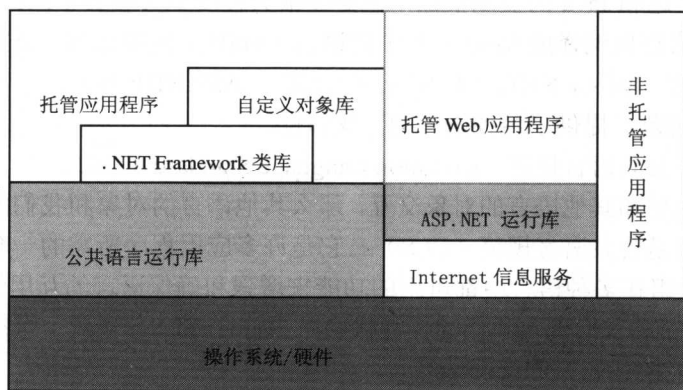 托管应用程序
自定义对象库
.NET Framework 类库
公共语言运行库
托管 Web 应用程序
ASP.NET 运行库
Internet 信息服务
非托管应用程序
操作系统/硬件